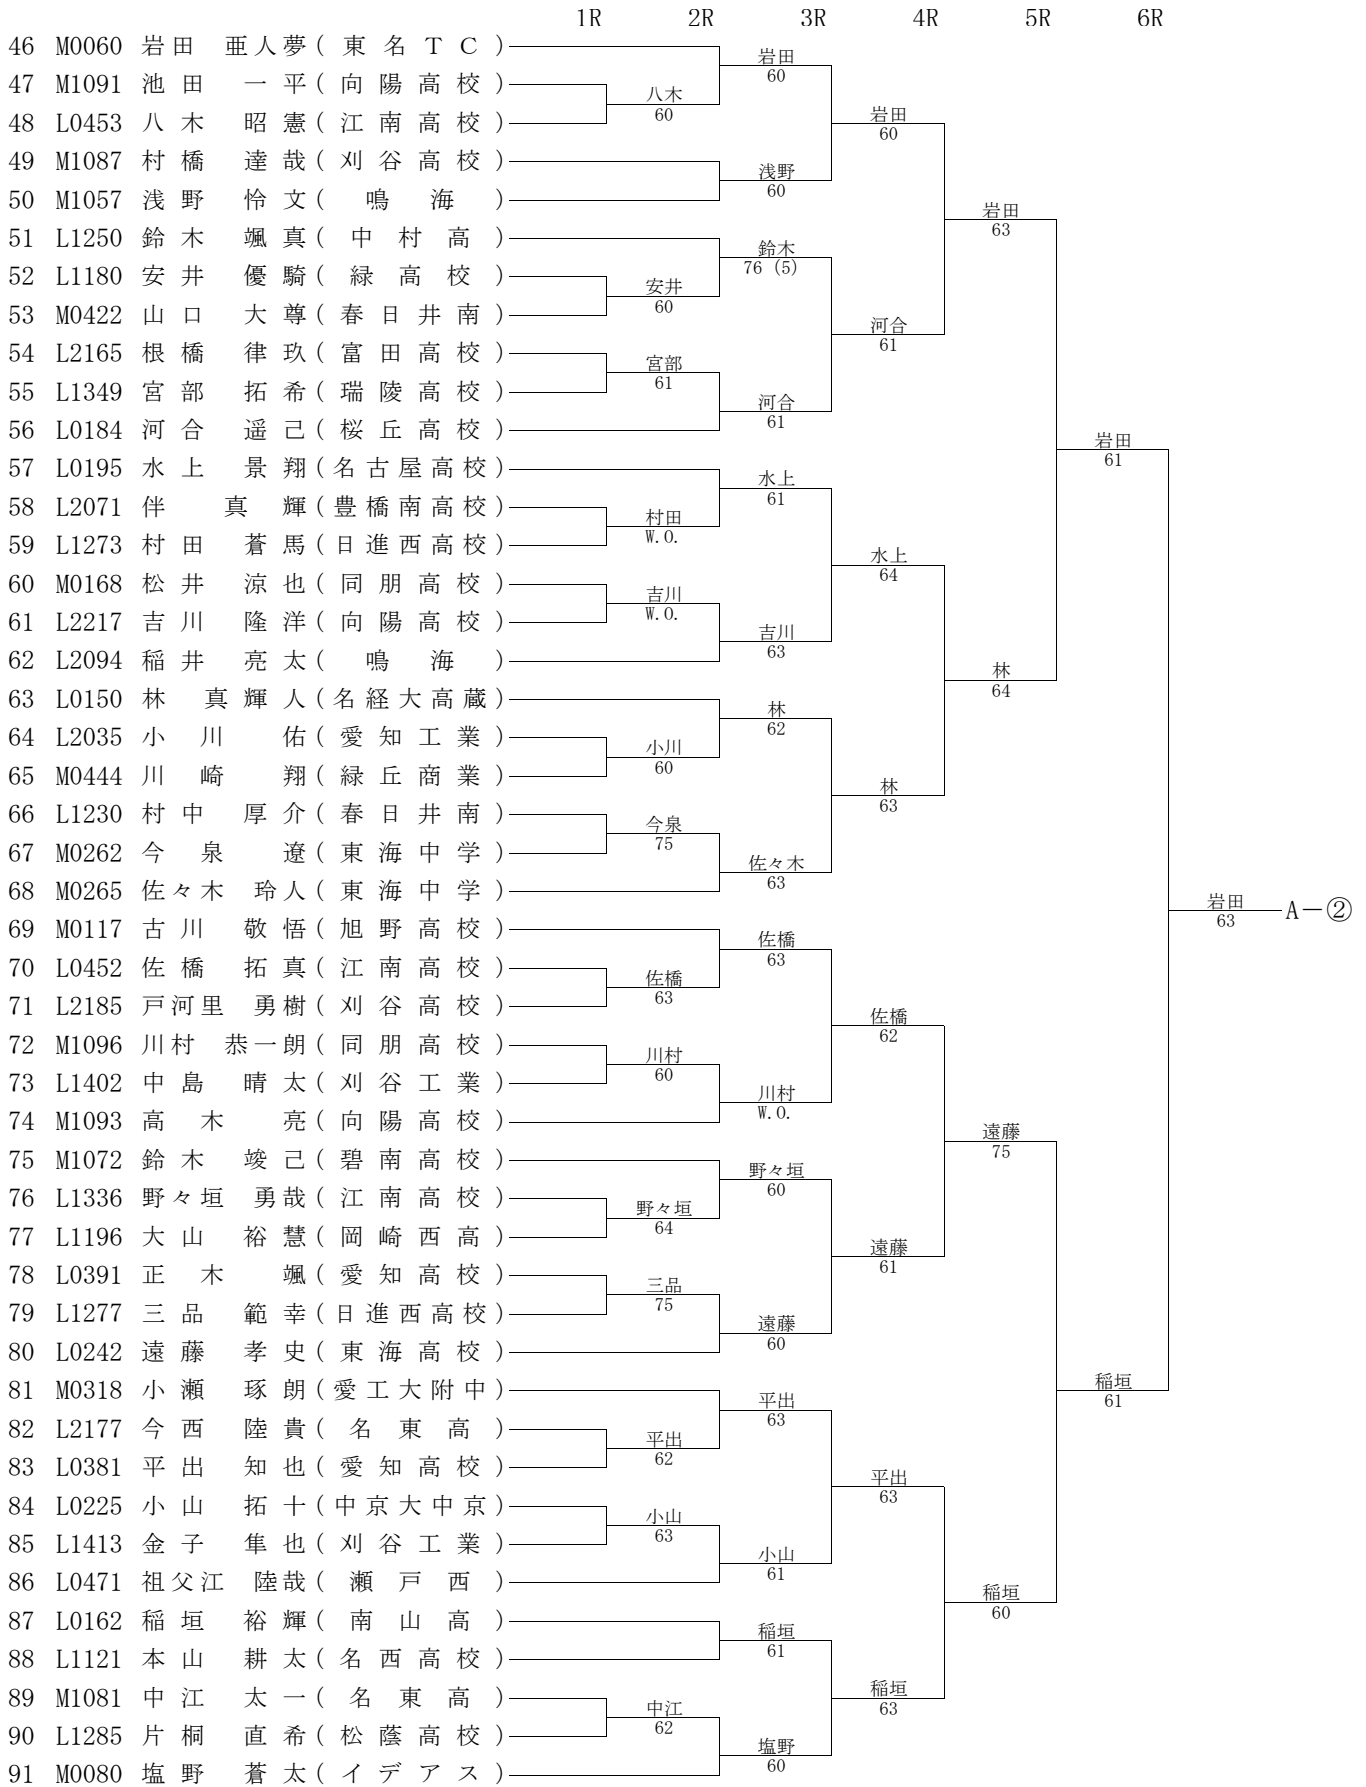 1R 2R 3R 4R 5R 6R
46 M0060 岩田 亜人夢(東名TC)
岩田
60
47 M1091 池田 一平(向陽高校)
八木
60
48 L0453 八木 昭憲(江南高校)
岩田
60
49 M1087 村橋 達哉(刈谷高校)
浅野
60
50 M1057 浅野 怜文(鳴海)
岩田
63
51 L1250 鈴木 颯真(中村高)
鈴木
76 (5)
52 L1180 安井 優騎(緑高校)
安井
60
53 M0422 山口 大尊(春日井南)
河合
61
54 L2165 根橋 律玖(富田高校)
宮部
61
55 L1349 宮部 拓希(瑞陵高校)
河合
61
56 L0184 河合 遥己(桜丘高校)
岩田
61
57 L0195 水上 景翔(名古屋高校)
水上
61
58 L2071 伴 真輝(豊橋南高校)
村田
W.O.
59 L1273 村田 蒼馬(日進西高校)
水上
64
60 M0168 松井 涼也(同朋高校)
吉川
W.O.
61 L2217 吉川 隆洋(向陽高校)
吉川
63
62 L2094 稲井 亮太(鳴海)
林
64
63 L0150 林 真輝人(名経大高蔵)
林
62
64 L2035 小川 佑(愛知工業)
小川
60
65 M0444 川崎 翔(緑丘商業)
林
63
66 L1230 村中 厚介(春日井南)
今泉
75
67 M0262 今泉 遼(東海中学)
佐々木
63
68 M0265 佐々木 玲人(東海中学)
岩田
63
A－②
69 M0117 古川 敬悟(旭野高校)
佐橋
63
70 L0452 佐橋 拓真(江南高校)
佐橋
63
71 L2185 戸河里 勇樹(刈谷高校)
佐橋
62
72 M1096 川村 恭一朗(同朋高校)
川村
60
73 L1402 中島 晴太(刈谷工業)
川村
W.O.
74 M1093 高木 亮(向陽高校)
遠藤
75
75 M1072 鈴木 竣己(碧南高校)
野々垣
60
76 L1336 野々垣 勇哉(江南高校)
野々垣
64
77 L1196 大山 裕慧(岡崎西高)
遠藤
61
78 L0391 正木 颯(愛知高校)
三品
75
79 L1277 三品 範幸(日進西高校)
遠藤
60
80 L0242 遠藤 孝史(東海高校)
稲垣
61
81 M0318 小瀬 琢朗(愛工大附中)
平出
63
82 L2177 今西 陸貴(名東高)
平出
62
83 L0381 平出 知也(愛知高校)
平出
63
84 L0225 小山 拓十(中京大中京)
小山
63
85 L1413 金子 隼也(刈谷工業)
小山
61
86 L0471 祖父江 陸哉(瀬戸西)
稲垣
60
87 L0162 稲垣 裕輝(南山高)
稲垣
61
88 L1121 本山 耕太(名西高校)
稲垣
63
89 M1081 中江 太一(名東高)
中江
62
90 L1285 片桐 直希(松蔭高校)
塩野
60
91 M0080 塩野 蒼太(イデアス)